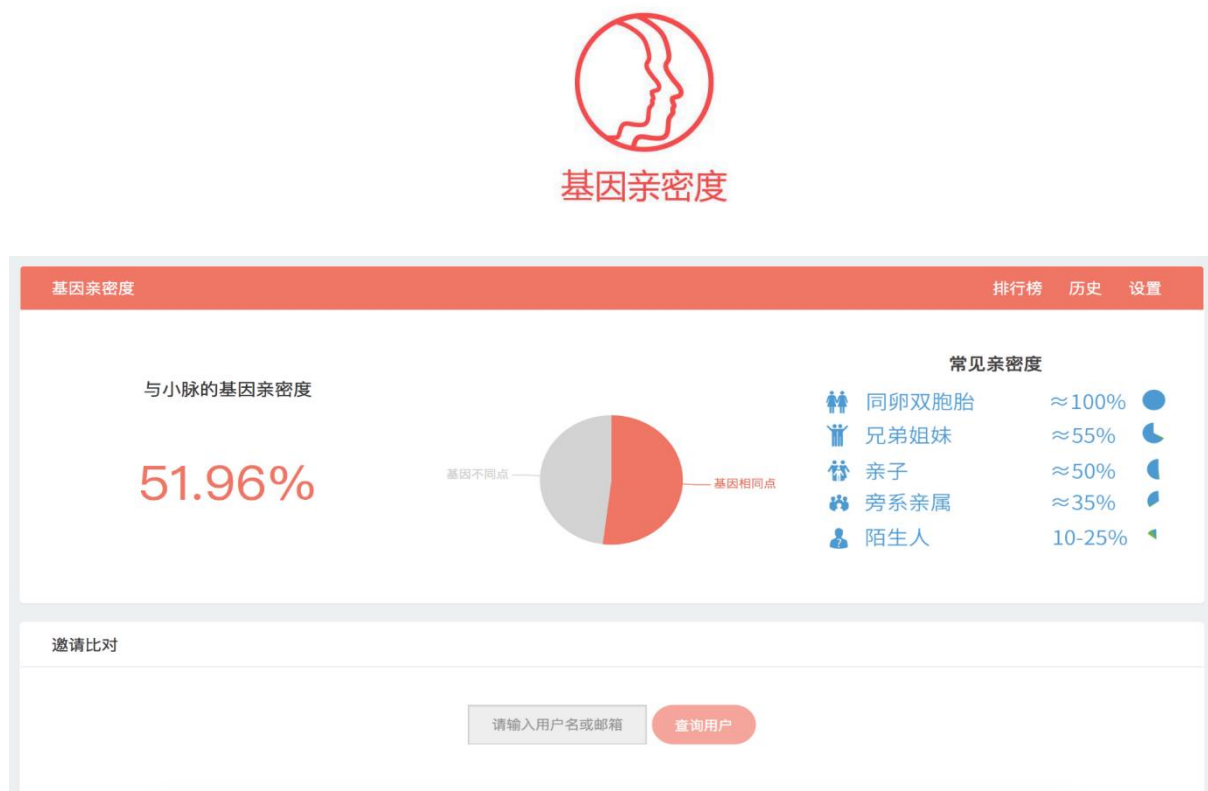 基因亲密度
基因亲密度 排行榜 历史 设置
与小脉的基因亲密度
51.96%
基因不同点
基因相同点
常见亲密度
同卵双胞胎 ≈100%
兄弟姐妹 ≈55%
亲子 ≈50%
旁系亲属 ≈35%
陌生人 10-25%
邀请比对
请输入用户名或邮箱 查询用户